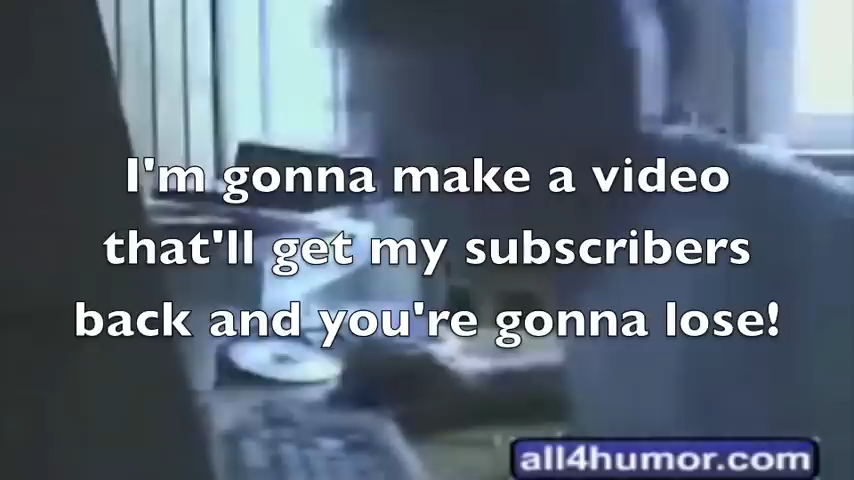 I'm gonna make a video
that'll get my subscribers
back and you're gonna lose!
all4humor.com